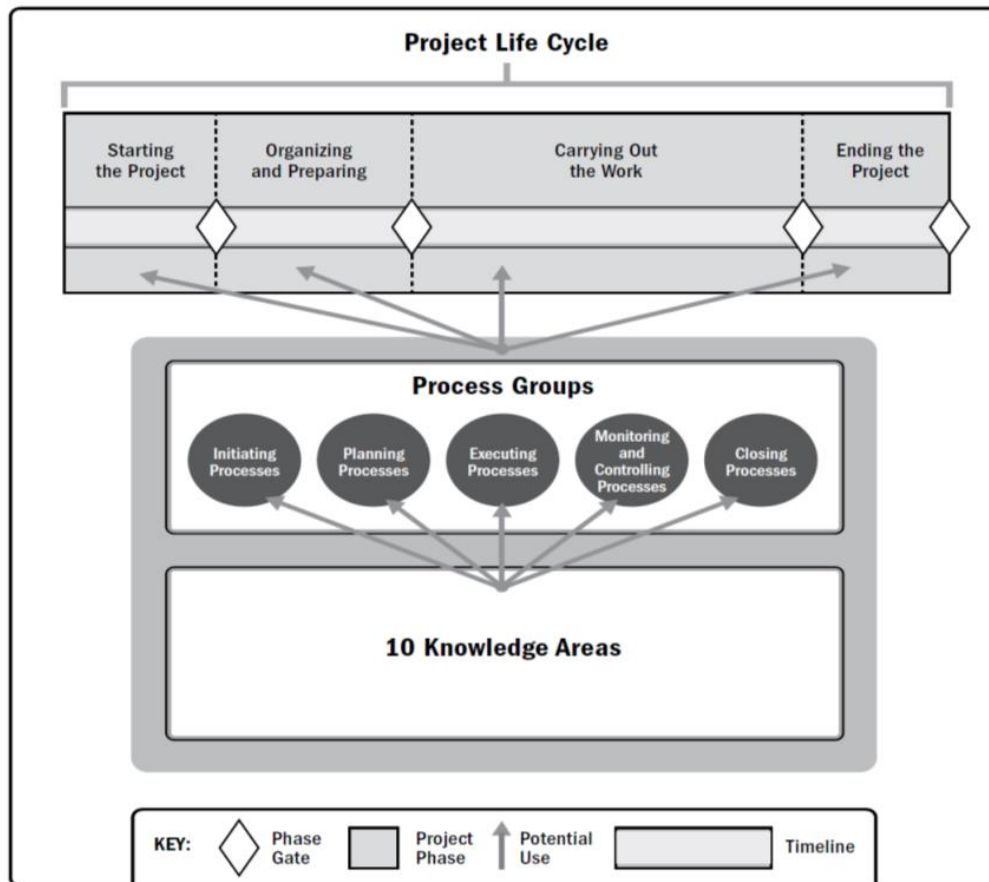 Project Life Cycle
Starting
the Project
Organizing
and Preparing
Carrying Out
the Work
Ending the
Project
Process Groups
Initiating
Processes
Planning
Processes
Executing
Processes
Monitoring
and
Controlling
Processes
Closing
Processes
10 Knowledge Areas
KEY:
Phase
Gate
Project
Phase
Potential
Use
Timeline